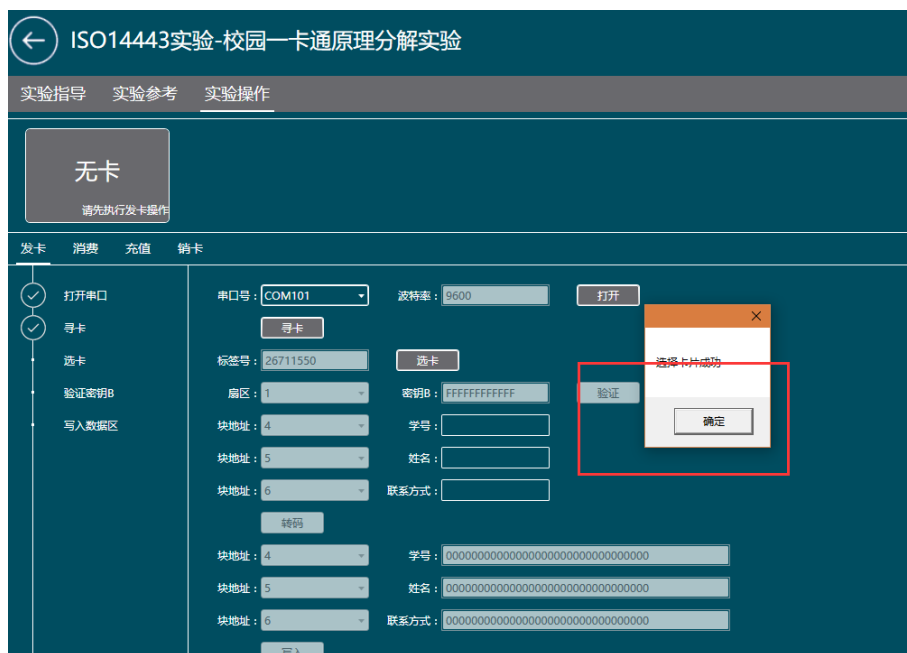 ISO14443实验-校园一卡通原理分解实验
实验指导 实验参考 实验操作
无卡
请先执行发卡操作
发卡 消费 充值 销卡
打开串口 串口号: COM101 波特率: 9600 打开
寻卡 寻卡
选卡 标签号: 26711550 选卡 选择卡片成功
验证密钥B 扇区: 1 密钥B: FFFFFFFFFFFF 验证
确定
写入数据区 块地址: 4 学号:
块地址: 5 姓名:
块地址: 6 联系方式:
转码
块地址: 4 学号: 00000000000000000000000000000000
块地址: 5 姓名: 00000000000000000000000000000000
块地址: 6 联系方式: 00000000000000000000000000000000
写入